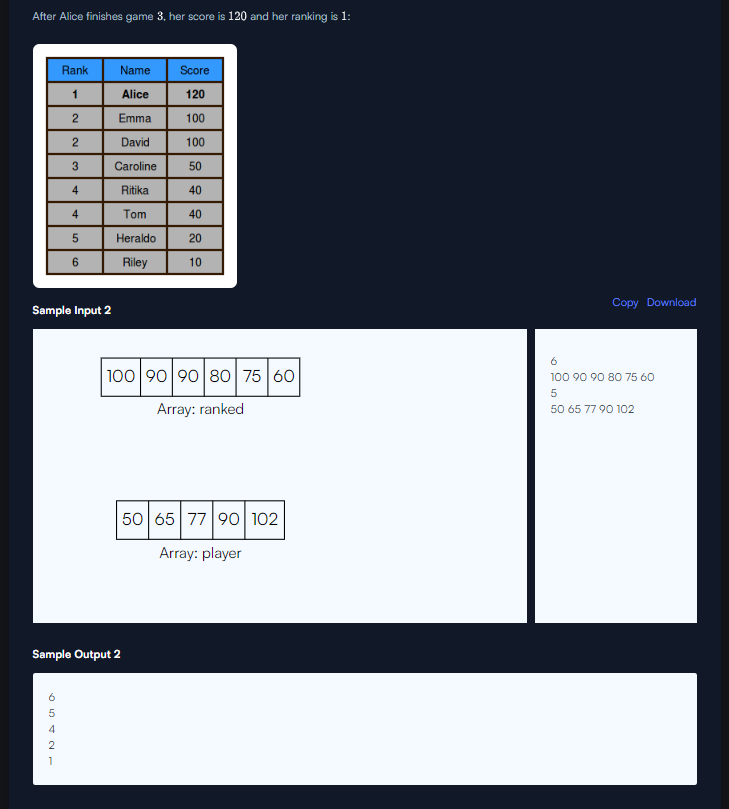 After Alice finishes game 3, her score is 120 and her ranking is 1:
Rank Name Score
1 Alice 120
2 Emma 100
2 David 100
3 Caroline 50
4 Ritika 40
4 Tom 40
5 Heraldo 20
6 Riley 10
Copy Download
Sample Input 2
100 90 90 80 75 60
Array: ranked
50 65 77 90 102
Array: player
6
100 90 90 80 75 60
5
50 65 77 90 102
Sample Output 2
6
5
4
2
1